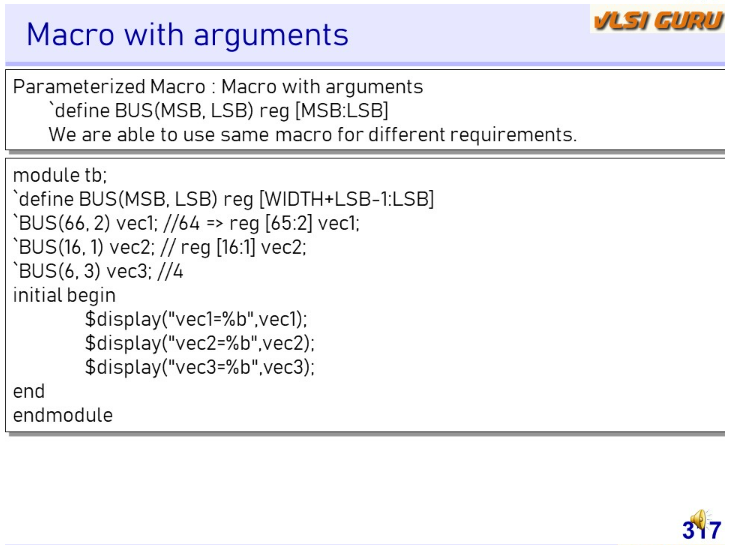 Macro with arguments
VLSI GURU
Parameterized Macro : Macro with arguments
`define BUS(MSB, LSB) reg [MSB:LSB]
We are able to use same macro for different requirements.
module tb;
`define BUS(MSB, LSB) reg [WIDTH+LSB-1:LSB]
`BUS(66, 2) vec1; //64 => reg [65:2] vec1;
`BUS(16, 1) vec2; // reg [16:1] vec2;
`BUS(6, 3) vec3; //4
initial begin
$display("vec1=%b",vec1);
$display("vec2=%b",vec2);
$display("vec3=%b",vec3);
end
endmodule
317